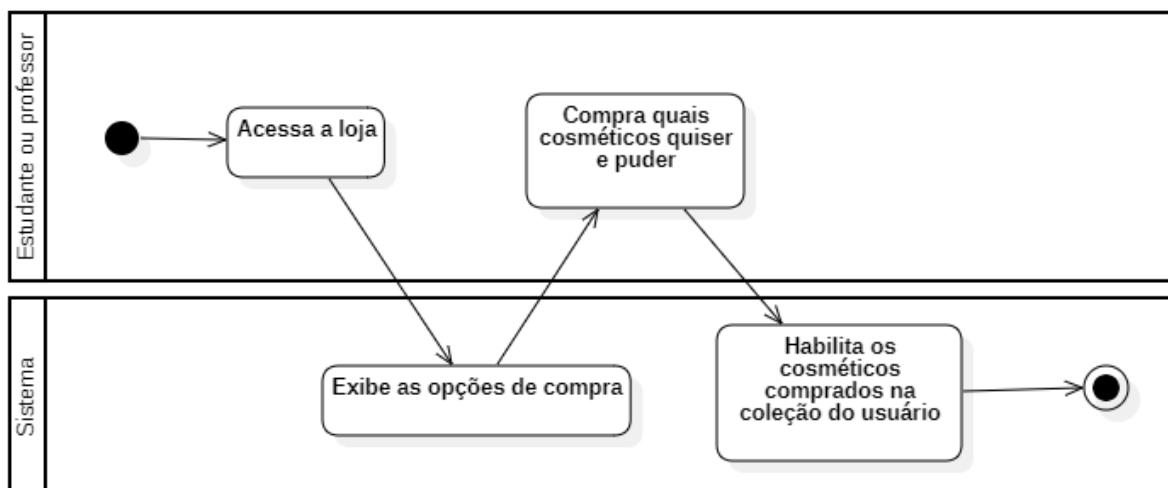 Estudante ou professor
Acessa a loja
Compra quais
cosméticos quiser
e puder
Sistema
Exibe as opções de compra
Habilita os
cosméticos
comprados na
coleção do usuário